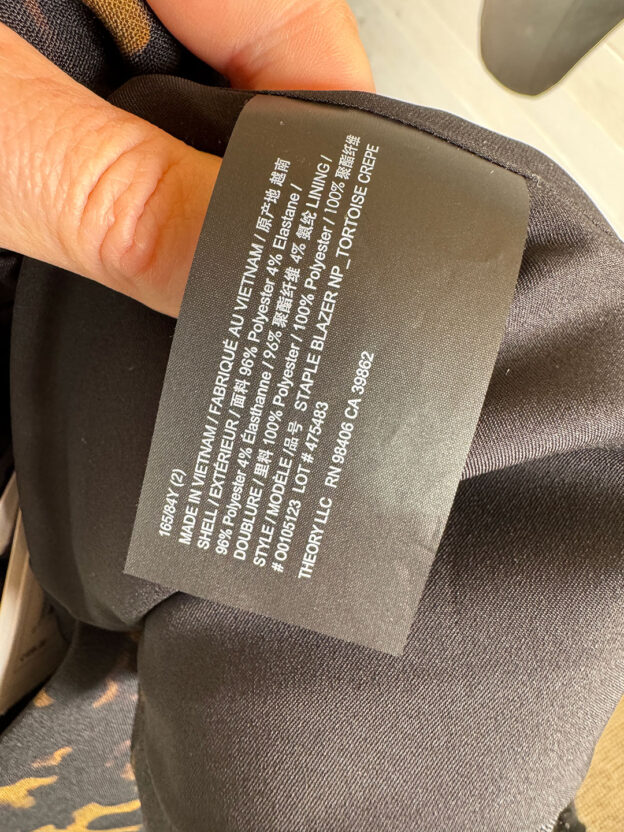 165/84Y (2)
MADE IN VIETNAM / FABRIQUÉ AU VIETNAM / 原产地 越南
SHELL / EXTÉRIEUR / 面料 96% Polyester 4% Elastane /
96% Polyester 4% Élasthanne / 96% 聚酯纤维 4% 氨纶 LINING /
DOUBLURE / 里料 100% Polyester / 100% Polyester / 100% 聚酯纤维
STYLE / MODÈLE / 品号 STAPLE BLAZER NP_TORTOISE CREPE
# O0105123 LOT # 475483
THEORY LLC RN 98406 CA 39862